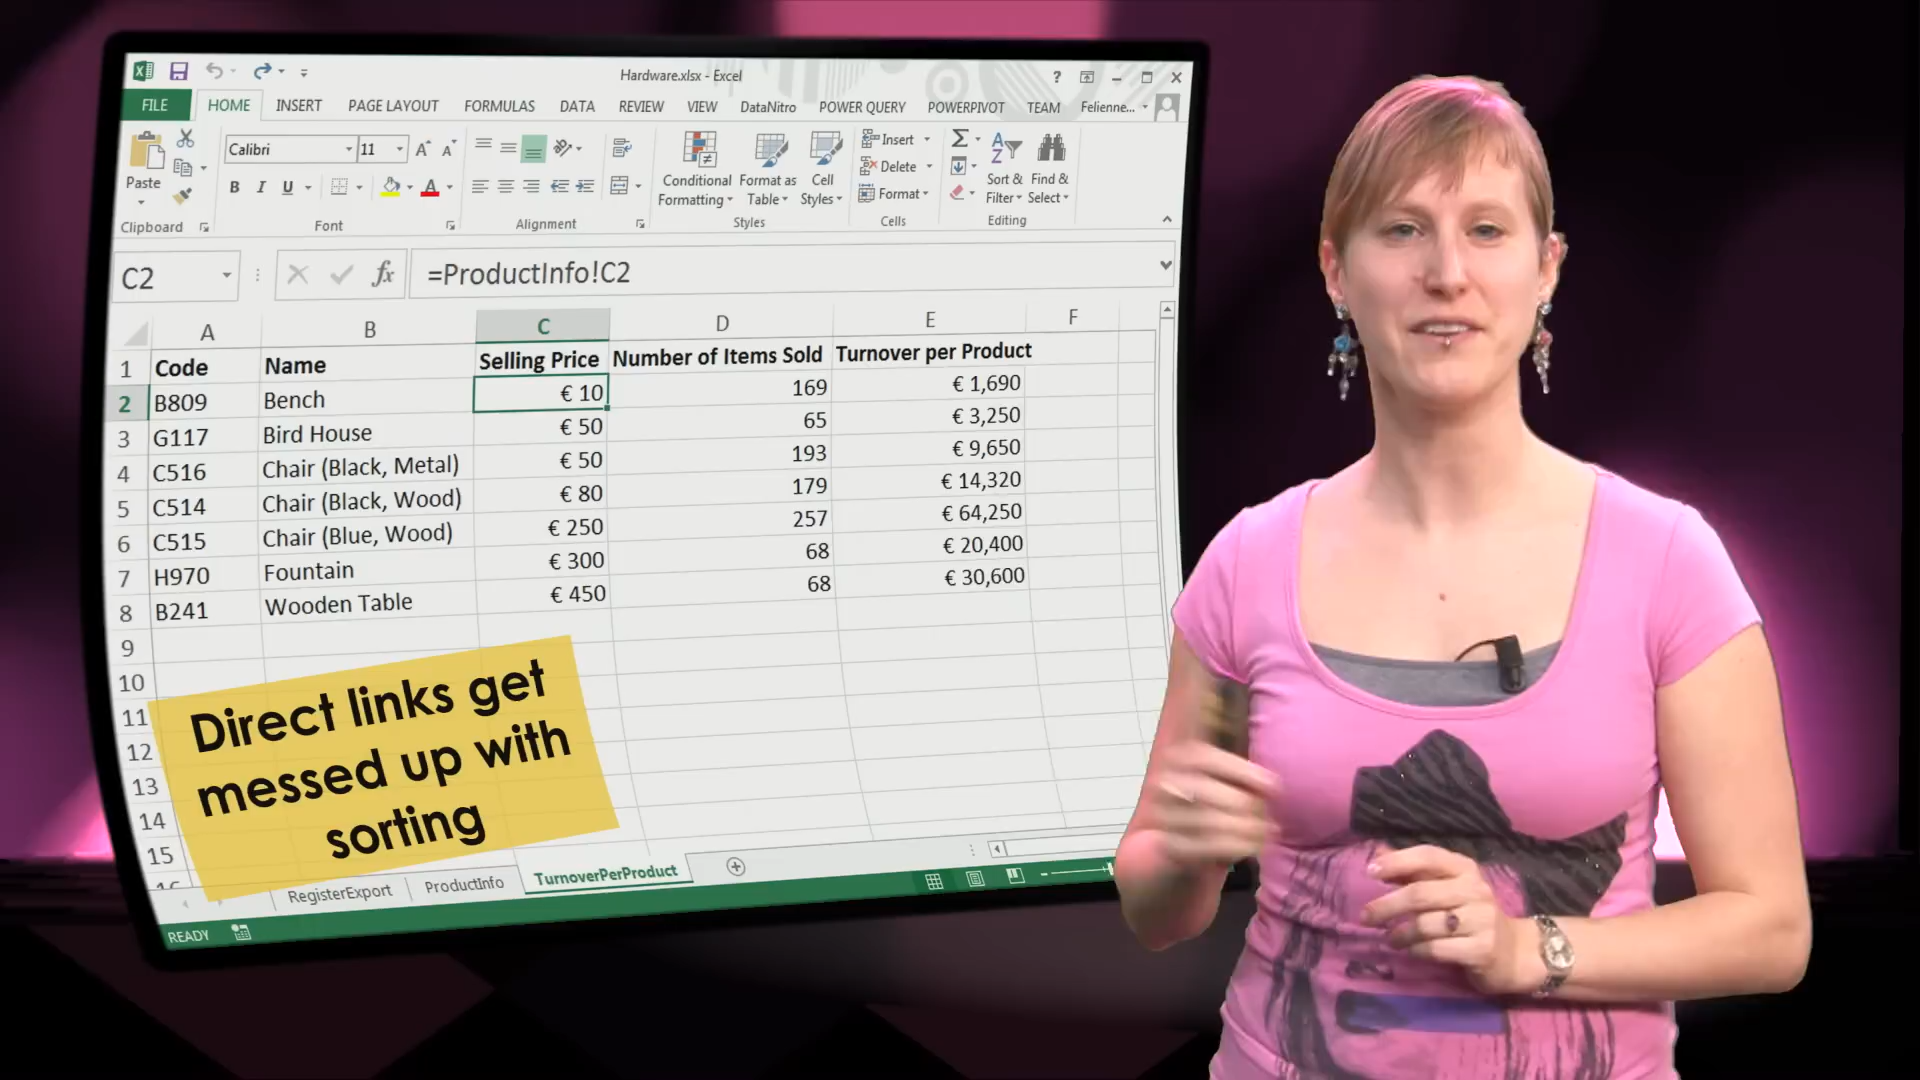 Hardware.xlsx - Excel
?
FILE HOME INSERT PAGE LAYOUT FORMULAS DATA REVIEW VIEW DataNitro POWER QUERY POWERPIVOT TEAM Felienne...
Paste
Clipboard
Calibri 11
B I U
Font
Alignment
Conditional Formatting
Format as Table
Cell Styles
Styles
Insert
Delete
Format
Cells
Sort & Filter
Find & Select
Editing
C2 fx =ProductInfo!C2
A B C D E F
1 Code Name Selling Price Number of Items Sold Turnover per Product
2 B809 Bench € 10 169 € 1,690
3 G117 Bird House € 50 65 € 3,250
4 C516 Chair (Black, Metal) € 50 193 € 9,650
5 C514 Chair (Black, Wood) € 80 179 € 14,320
6 C515 Chair (Blue, Wood) € 250 257 € 64,250
7 H970 Fountain € 300 68 € 20,400
8 B241 Wooden Table € 450 68 € 30,600
9
10
11
12
13
14
15
Direct links get
messed up with
sorting
RegisterExport ProductInfo TurnoverPerProduct
READY